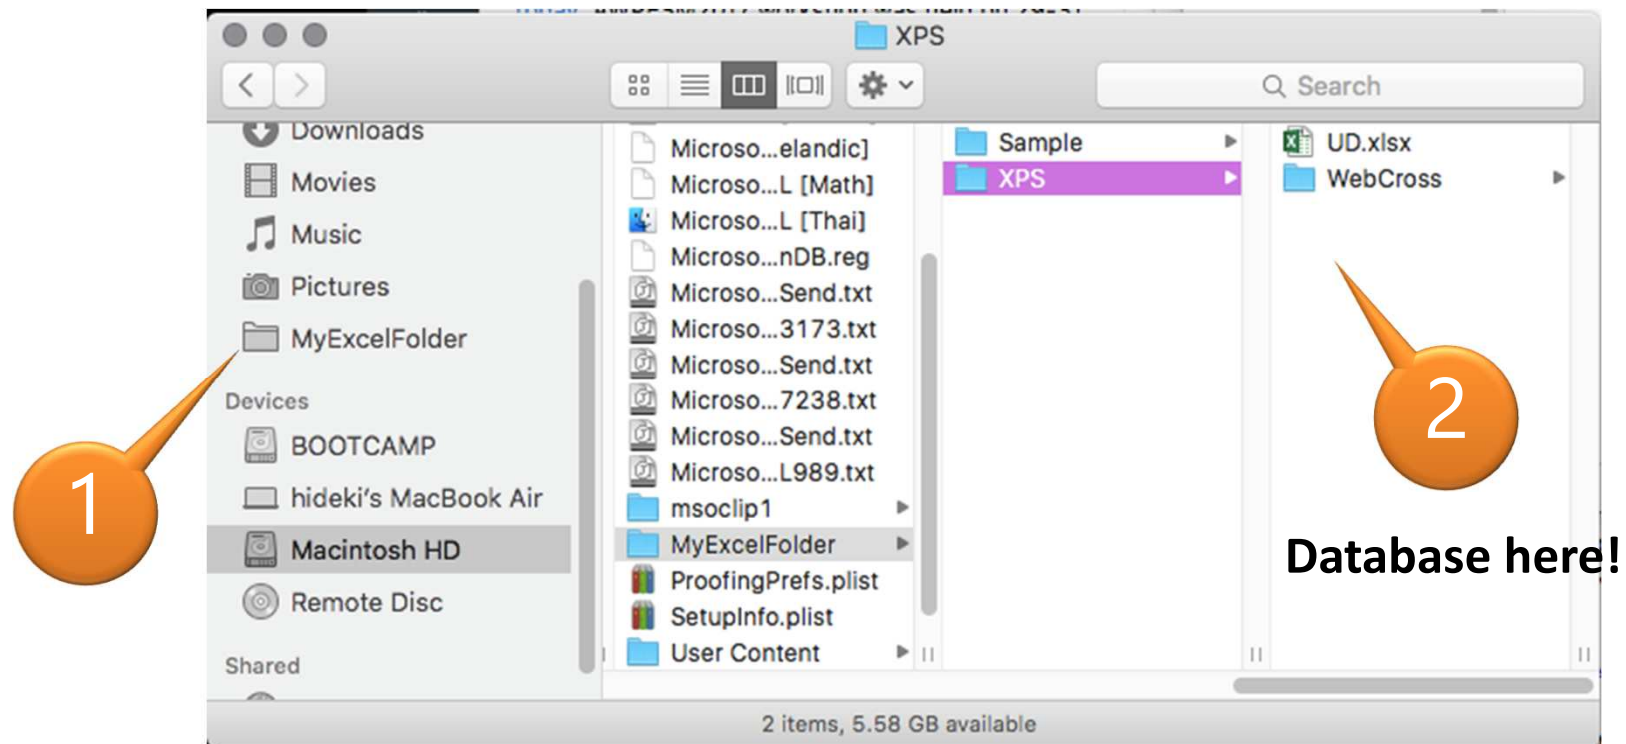 XPS
Search
Downloads
Movies
Music
Pictures
MyExcelFolder
Devices
BOOTCAMP
hideki's MacBook Air
Macintosh HD
Remote Disc
Shared
Microso...elandic]
Microso...L [Math]
Microso...L [Thai]
Microso...nDB.reg
Microso...Send.txt
Microso...3173.txt
Microso...Send.txt
Microso...7238.txt
Microso...Send.txt
Microso...L989.txt
msoclip1
MyExcelFolder
ProofingPrefs.plist
SetupInfo.plist
User Content
Sample
XPS
UD.xlsx
WebCross
1
2
Database here!
2 items, 5.58 GB available